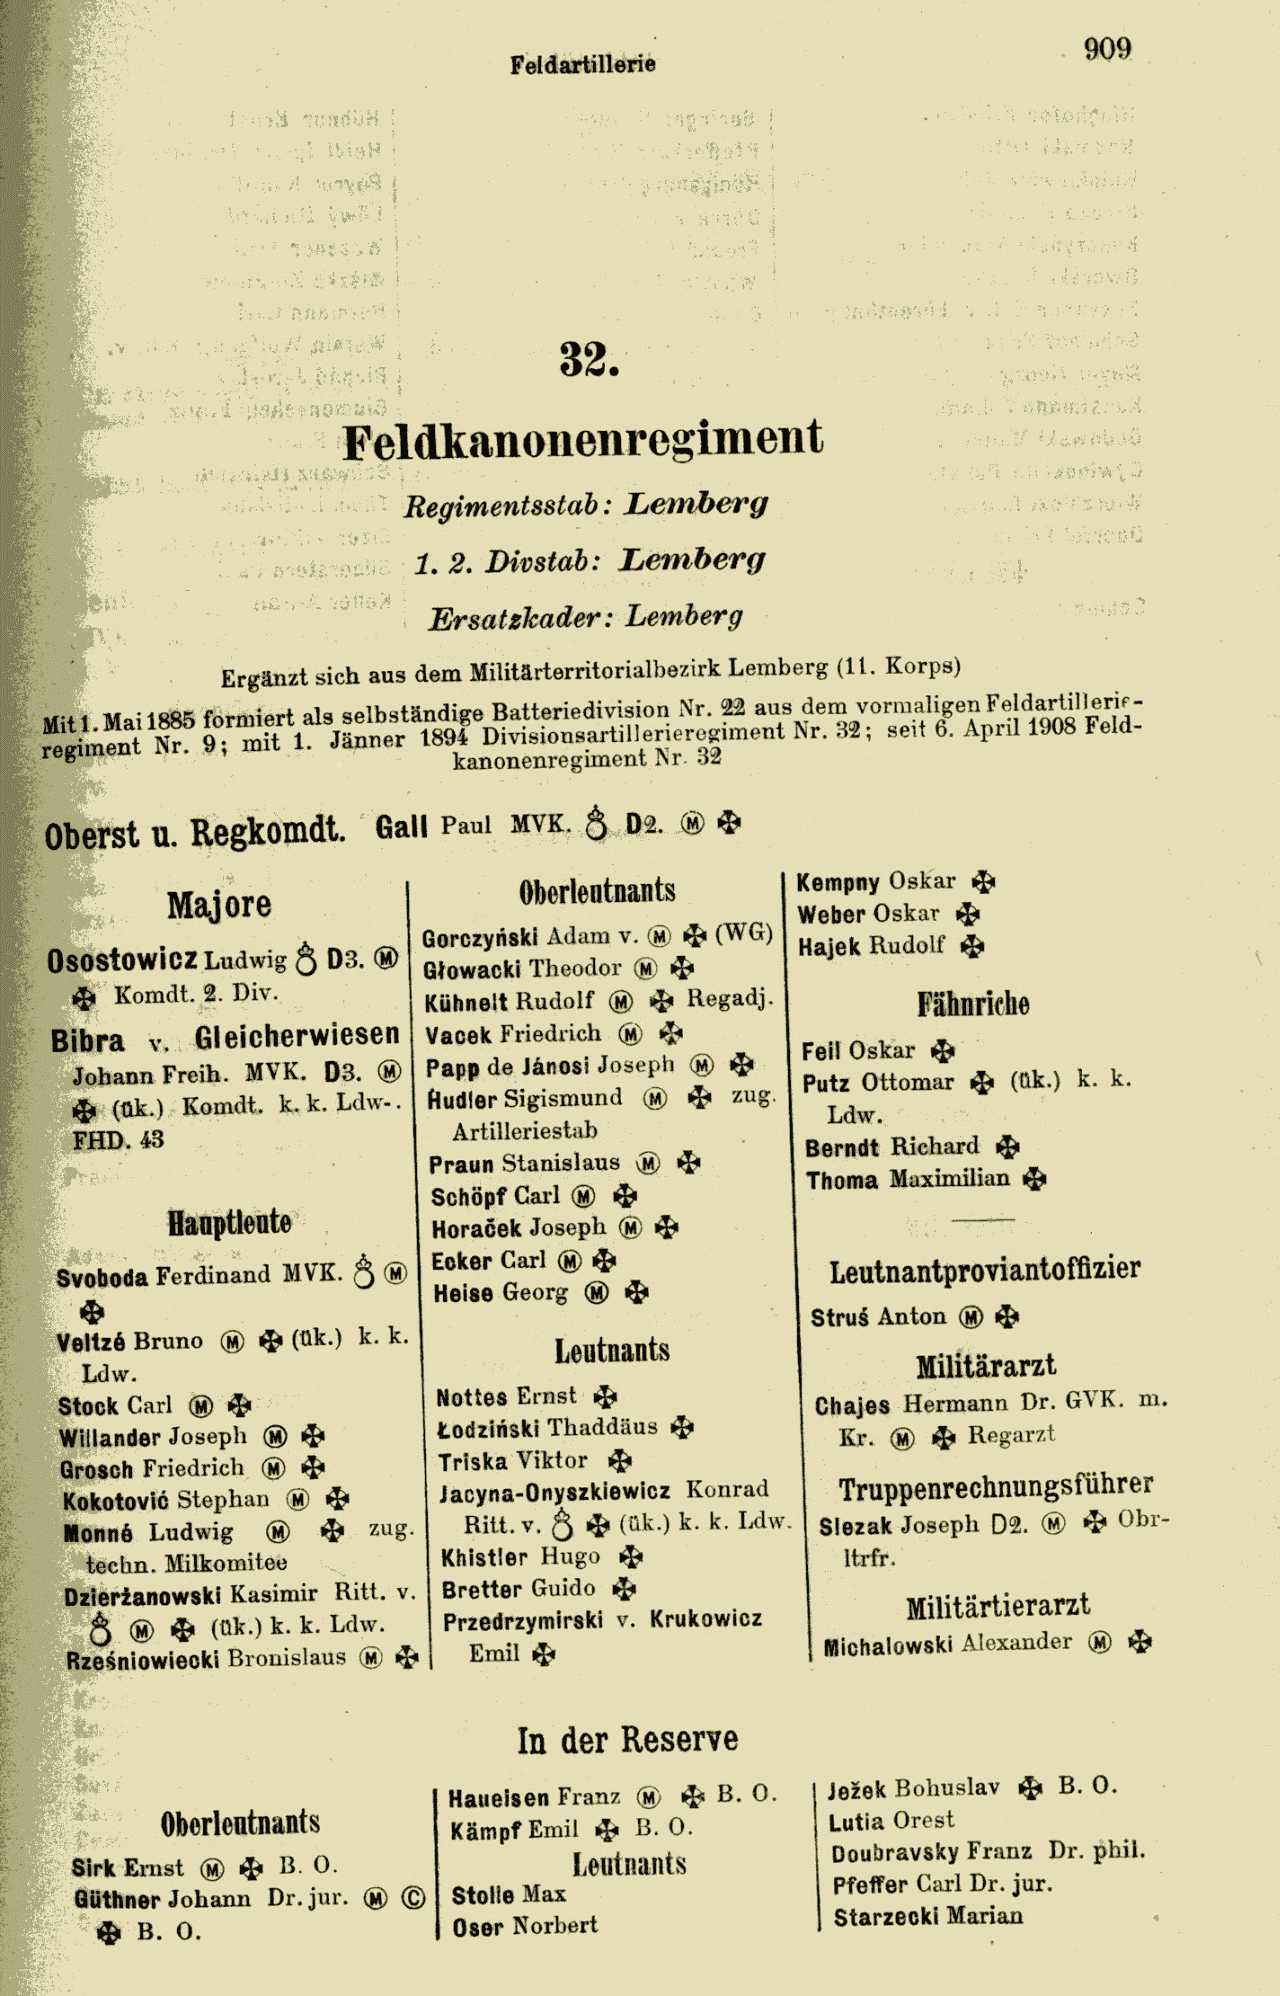 Feldartillerie
909
32.
Feldkanonenregiment
Regimentsstab: Lemberg
1. 2. Divstab: Lemberg
Ersatzkader: Lemberg
Ergänzt sich aus dem Militärterritorialbezirk Lemberg (11. Korps)
Mit 1. Mai 1885 formiert als selbständige Batteriedivision Nr. 22 aus dem vormaligen Feldartillerie-
regiment Nr. 9; mit 1. Jänner 1894 Divisionsartillerieregiment Nr. 32; seit 6. April 1908 Feld-
kanonenregiment Nr. 32
Oberst u. Regkomdt. Gall Paul MVK. D2. Ⓜ ✠
Majore
Osostowicz Ludwig D3. Ⓜ
✠ Komdt. 2. Div.
Bibra v. Gleicherwiesen
Johann Freih. MVK. D3. Ⓜ
✠ (ük.) Komdt. k. k. Ldw-.
FHD. 43
Hauptleute
Svoboda Ferdinand MVK. Ⓜ
✠
Veltzé Bruno Ⓜ ✠ (ük.) k. k.
Ldw.
Stock Carl Ⓜ ✠
Willander Joseph Ⓜ ✠
Grosch Friedrich Ⓜ ✠
Kokotović Stephan Ⓜ ✠
Monné Ludwig Ⓜ ✠ zug.
techn. Milkomitee
Dzierżanowski Kasimir Ritt. v.
Ⓜ ✠ (ük.) k. k. Ldw.
Rześniowiecki Bronislaus Ⓜ ✠
Oberleutnants
Gorczyński Adam v. Ⓜ ✠ (WG)
Głowacki Theodor Ⓜ ✠
Kühnelt Rudolf Ⓜ ✠ Regadj.
Vacek Friedrich Ⓜ ✠
Papp de Jánosi Joseph Ⓜ ✠
Hudler Sigismund Ⓜ ✠ zug.
Artilleriestab
Praun Stanislaus Ⓜ ✠
Schöpf Carl Ⓜ ✠
Horaček Joseph Ⓜ ✠
Ecker Carl Ⓜ ✠
Heise Georg Ⓜ ✠
Leutnants
Nottes Ernst ✠
Łodziński Thaddäus ✠
Triska Viktor ✠
Jacyna-Onyszkiewicz Konrad
Ritt. v. ✠ (ük.) k. k. Ldw.
Khistler Hugo ✠
Bretter Guido ✠
Przedrzymirski v. Krukowicz
Emil ✠
Kempny Oskar ✠
Weber Oskar ✠
Hajek Rudolf ✠
Fähnriche
Feil Oskar ✠
Putz Ottomar ✠ (ük.) k. k.
Ldw.
Berndt Richard ✠
Thoma Maximilian ✠
Leutnantproviantoffizier
Struś Anton Ⓜ ✠
Militärarzt
Chajes Hermann Dr. GVK. m.
Kr. Ⓜ ✠ Regarzt
Truppenrechnungsführer
Slezak Joseph D2. Ⓜ ✠ Obr-
ltrfr.
Militärtierarzt
Michalowski Alexander Ⓜ ✠
In der Reserve
Oberleutnants
Sirk Ernst Ⓜ ✠ B. O.
Güthner Johann Dr. jur. Ⓜ Ⓒ
✠ B. O.
Haueisen Franz Ⓜ ✠ B. O.
Kämpf Emil ✠ B. O.
Leutnants
Stolle Max
Oser Norbert
Ježek Bohuslav ✠ B. O.
Lutia Orest
Doubravsky Franz Dr. phil.
Pfeffer Carl Dr. jur.
Starzecki Marian